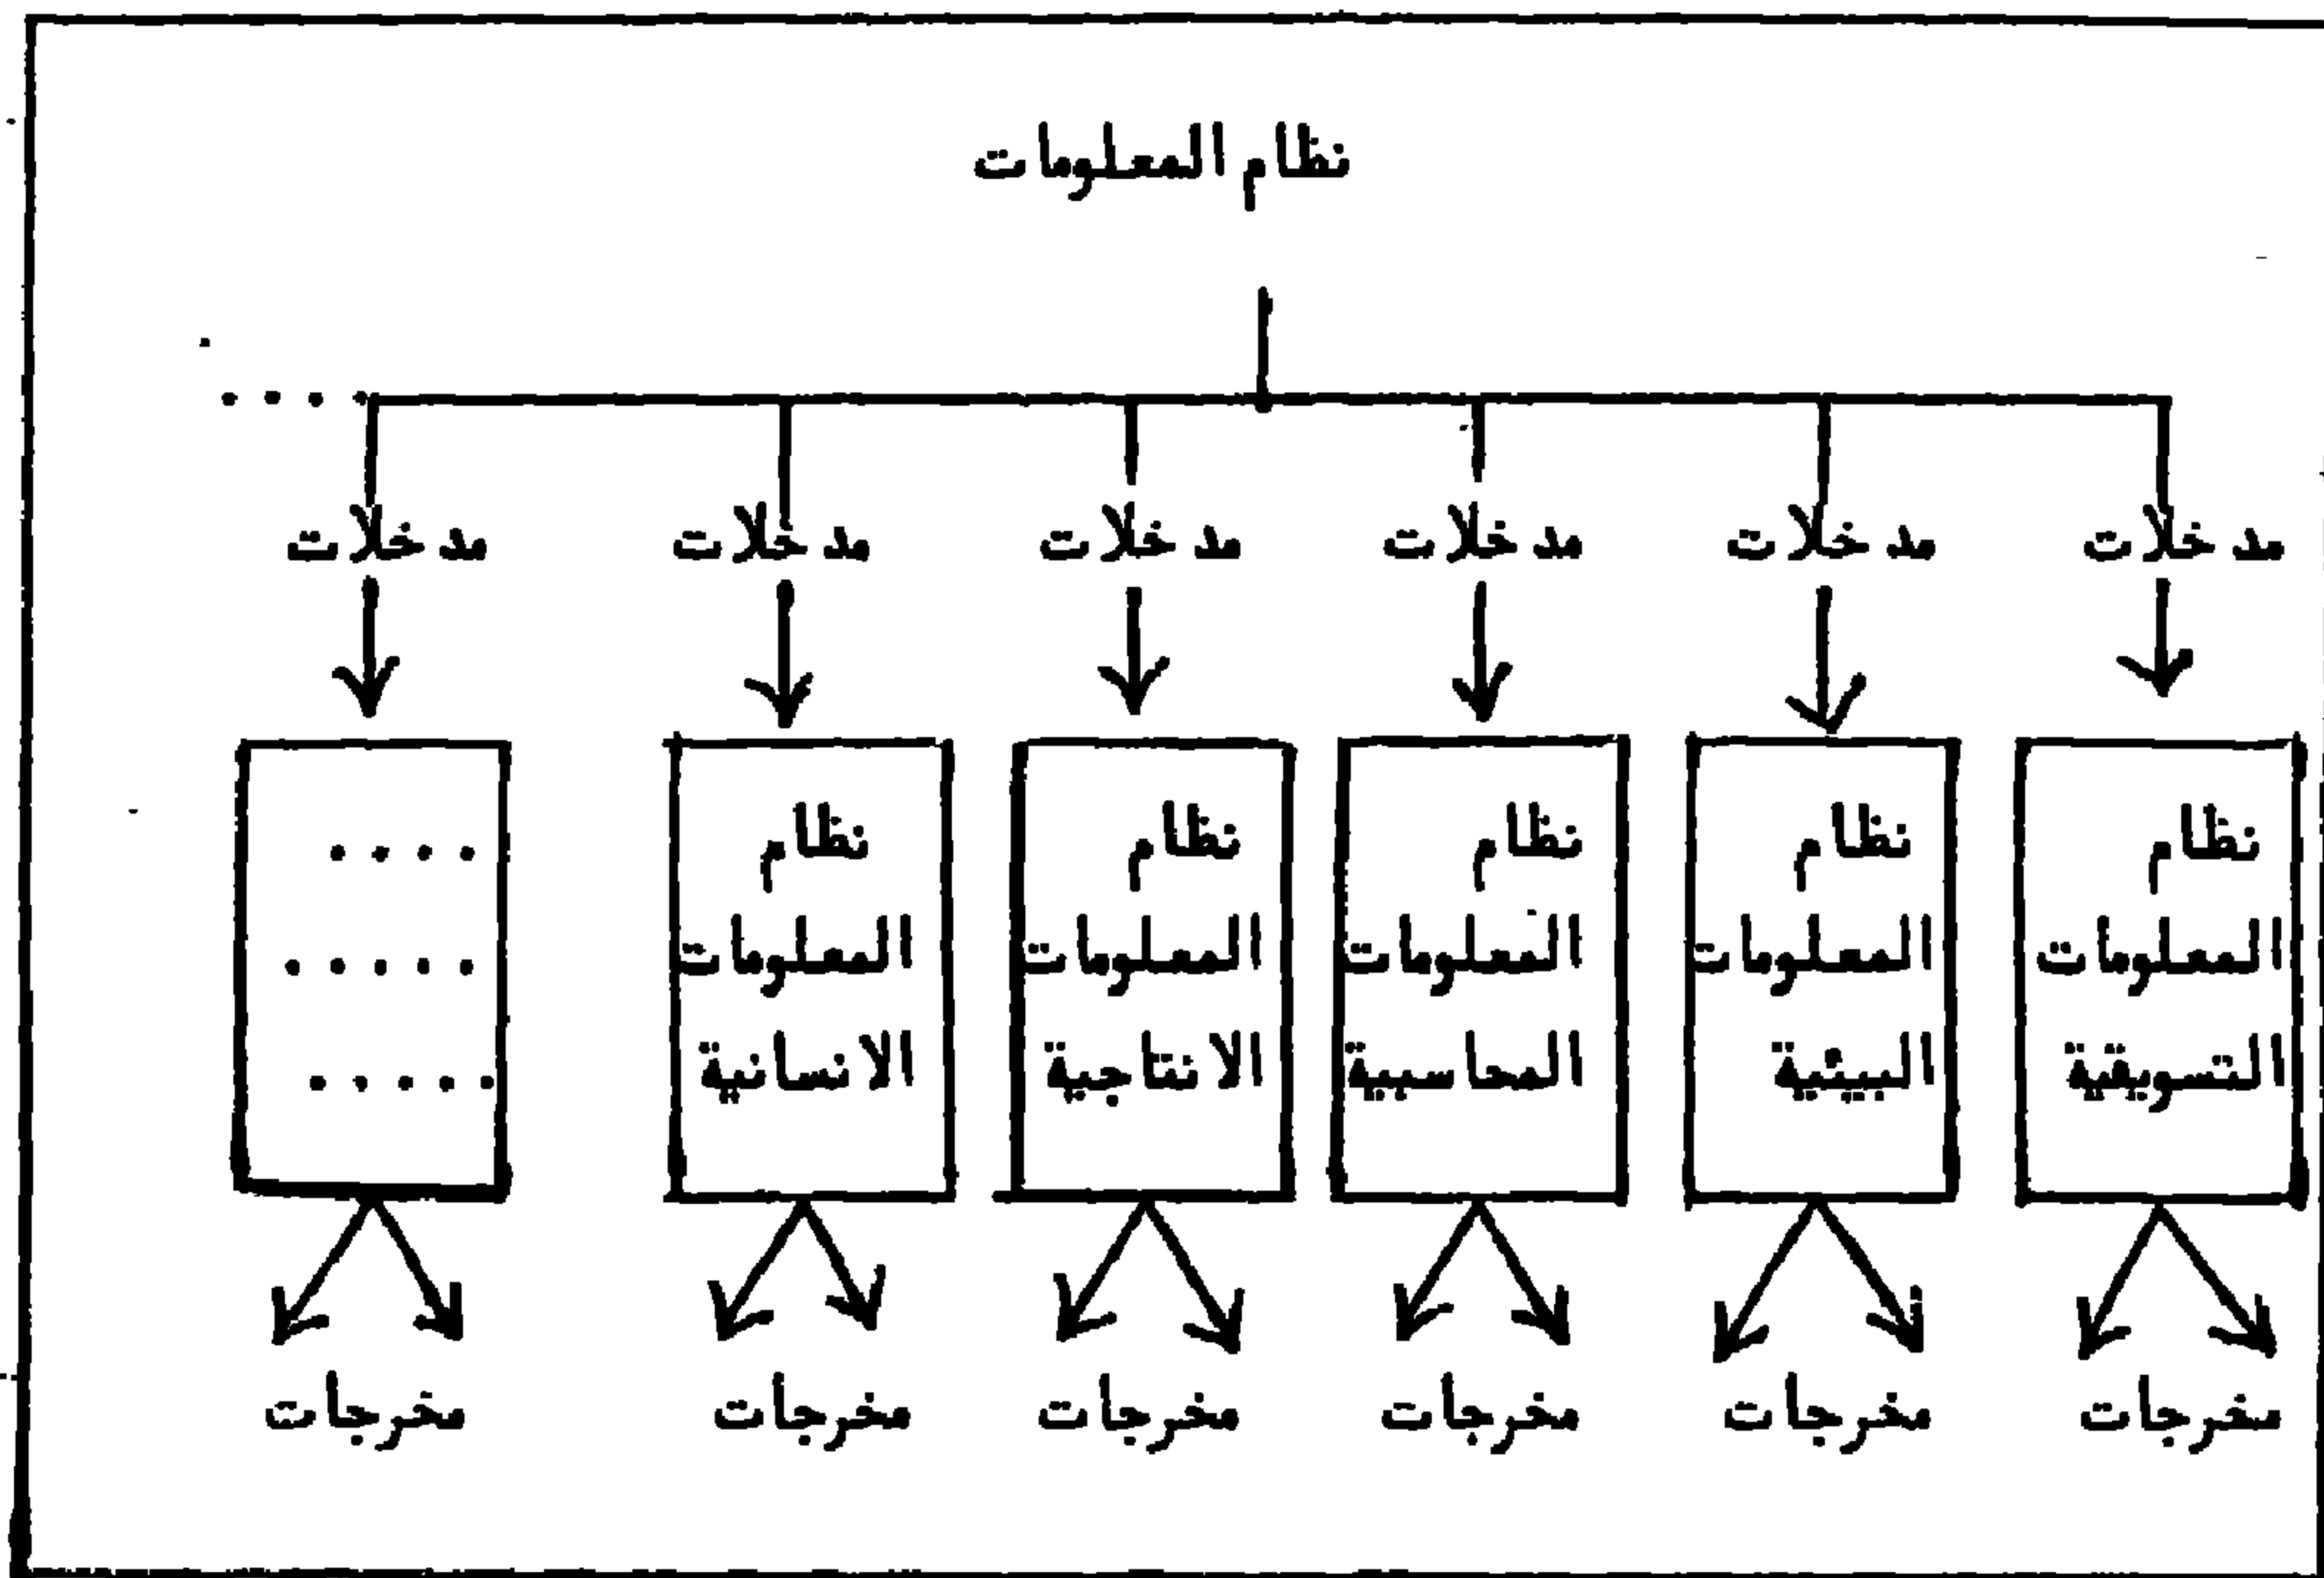 نظام المعلومات
. . . .
مدخلات مدخلات مدخلات مدخلات مدخلات مدخلات
نظام المعلومات التسويقية
نظام المعلومات البيئية
نظام المعلومات المحاسبية
نظام المعلومات الانتاجية
نظام المعلومات الانسانية
. . . .
. . . . .
. . . . .
مخرجات مخرجات مخرجات مخرجات مخرجات مخرجات